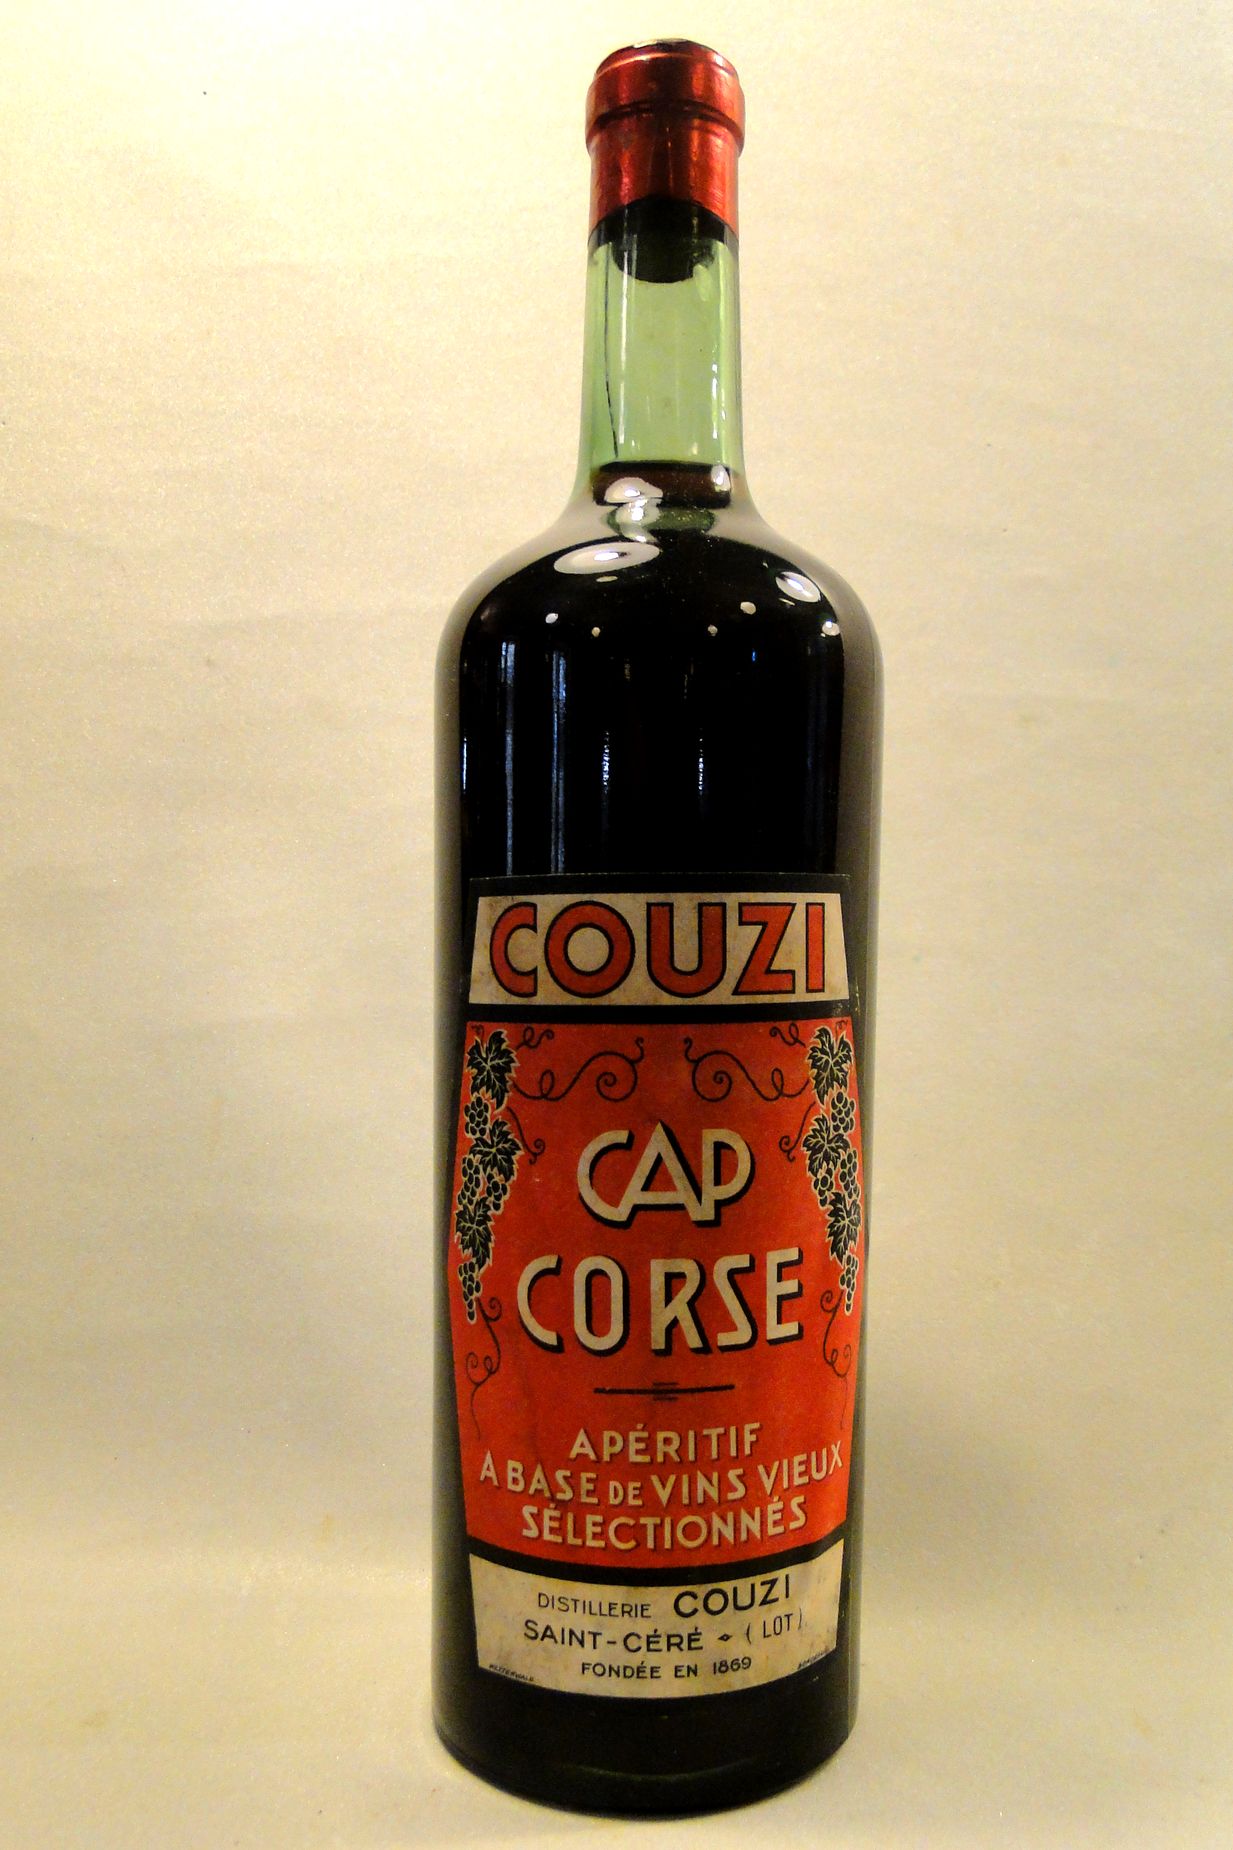 COUZI
CAP
CORSE
APÉRITIF
A BASE DE VINS VIEUX
SÉLECTIONNÉS
DISTILLERIE COUZI
SAINT-CÉRÉ - (LOT)
FONDÉE EN 1869